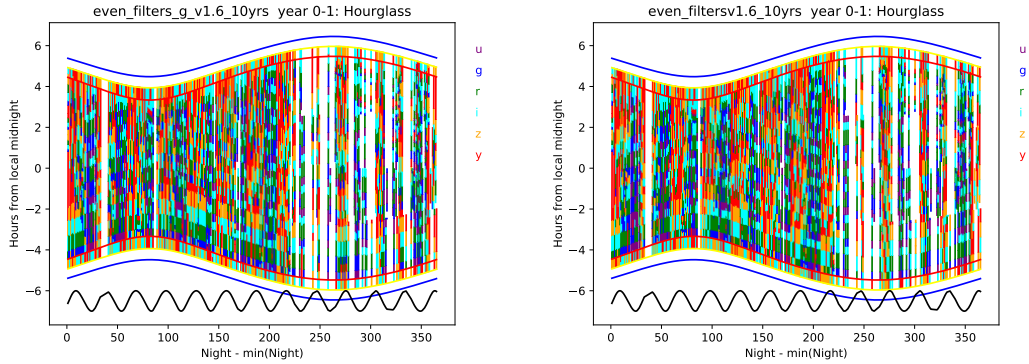 even_filters_g_v1.6_10yrs  year 0-1: Hourglass
6
4
2
0
−2
−4
−6
Hours from local midnight
0
50
100
150
200
250
300
350
Night - min(Night)
u
g
r
i
z
y
even_filtersv1.6_10yrs  year 0-1: Hourglass
6
4
2
0
−2
−4
−6
Hours from local midnight
0
50
100
150
200
250
300
350
Night - min(Night)
u
g
r
i
z
y